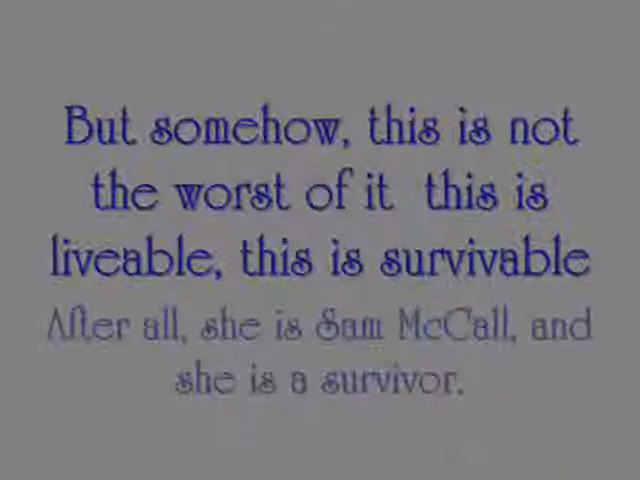 But somehow, this is not
the worst of it this is
liveable, this is survivable
After all, she is Sam McCall, and
she is a survivor.